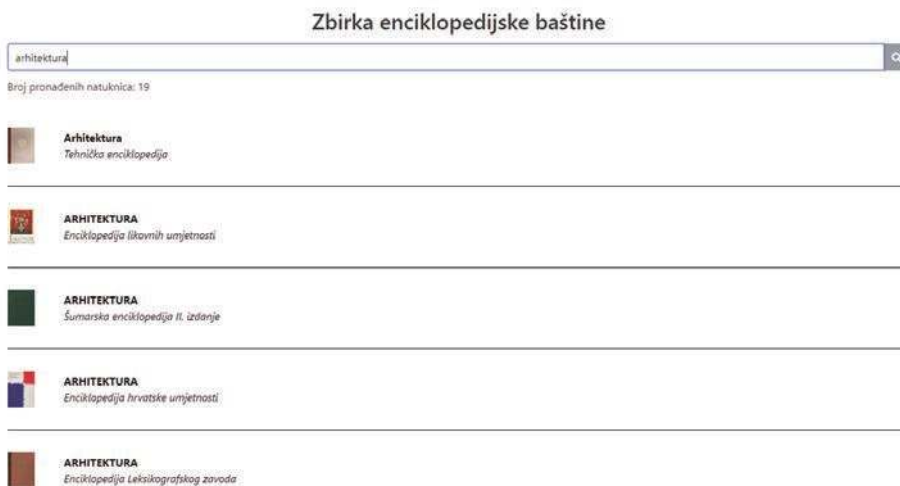 Zbirka enciklopedijske baštine
arhitektura
Broj pronađenih natuknica: 19
Arhitektura
Tehnička enciklopedija
ARHITEKTURA
Enciklopedija likovnih umjetnosti
ARHITEKTURA
Šumarska enciklopedija II. izdanje
ARHITEKTURA
Enciklopedija hrvatske umjetnosti
ARHITEKTURA
Enciklopedija Leksikografskog zavoda